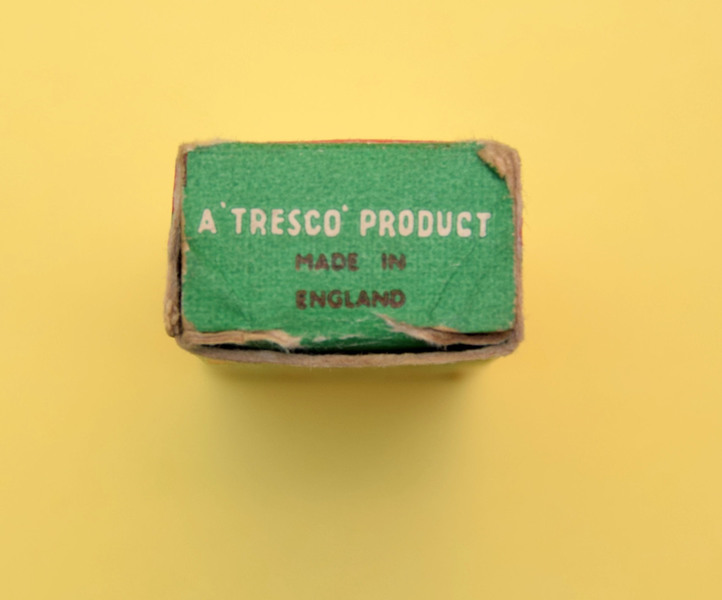 A 'TRESCO' PRODUCT
MADE IN
ENGLAND